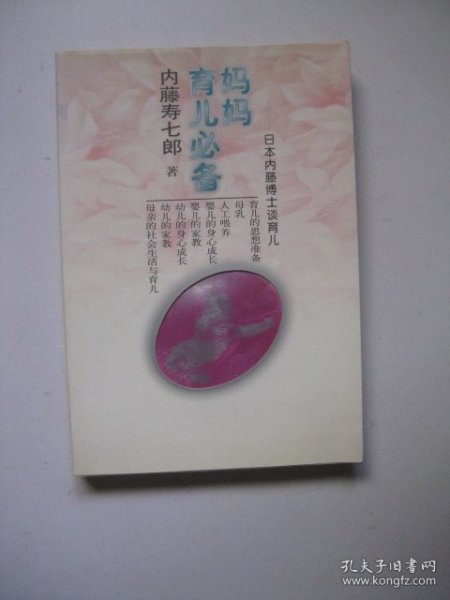 妈妈
育儿必备
——日本内藤博士谈育儿
内藤寿七郎 著
育儿的思想准备
母乳
人工喂养
婴儿的身心成长
婴儿的家教
幼儿的身心成长
幼儿的家教
母亲的社会生活与育儿
孔夫子旧书网
www.kongfz.com